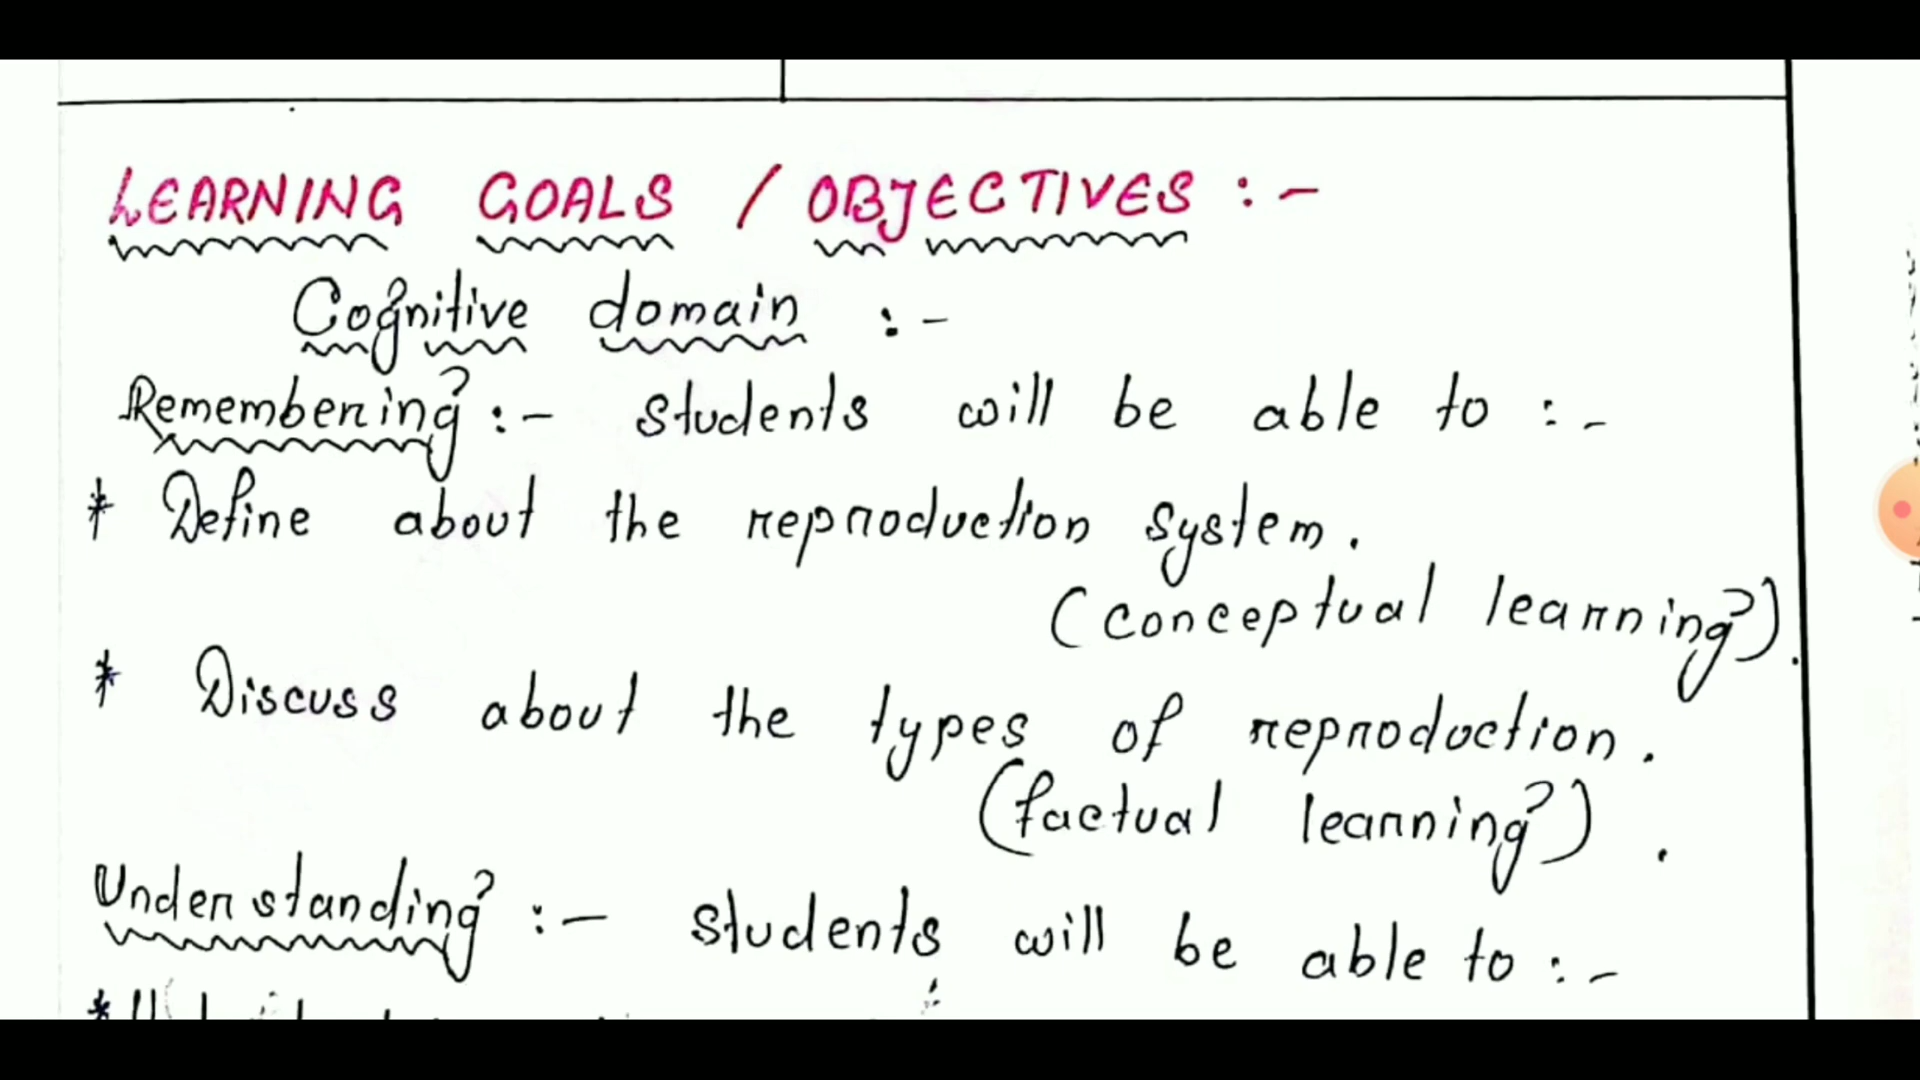 LEARNING GOALS / OBJECTIVES :-
Cognitive domain :-
Remembering :- students will be able to :-
* Define about the reproduction system.
(conceptual learning).
* Discuss about the types of reproduction.
(factual learning).
Understanding :- students will be able to :-